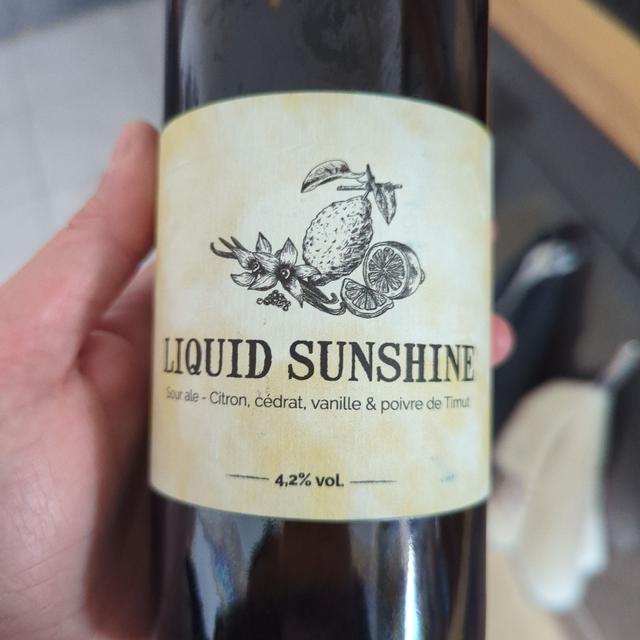 LIQUID SUNSHINE
Sour ale - Citron, cédrat, vanille & poivre de Timut
4,2% vol.